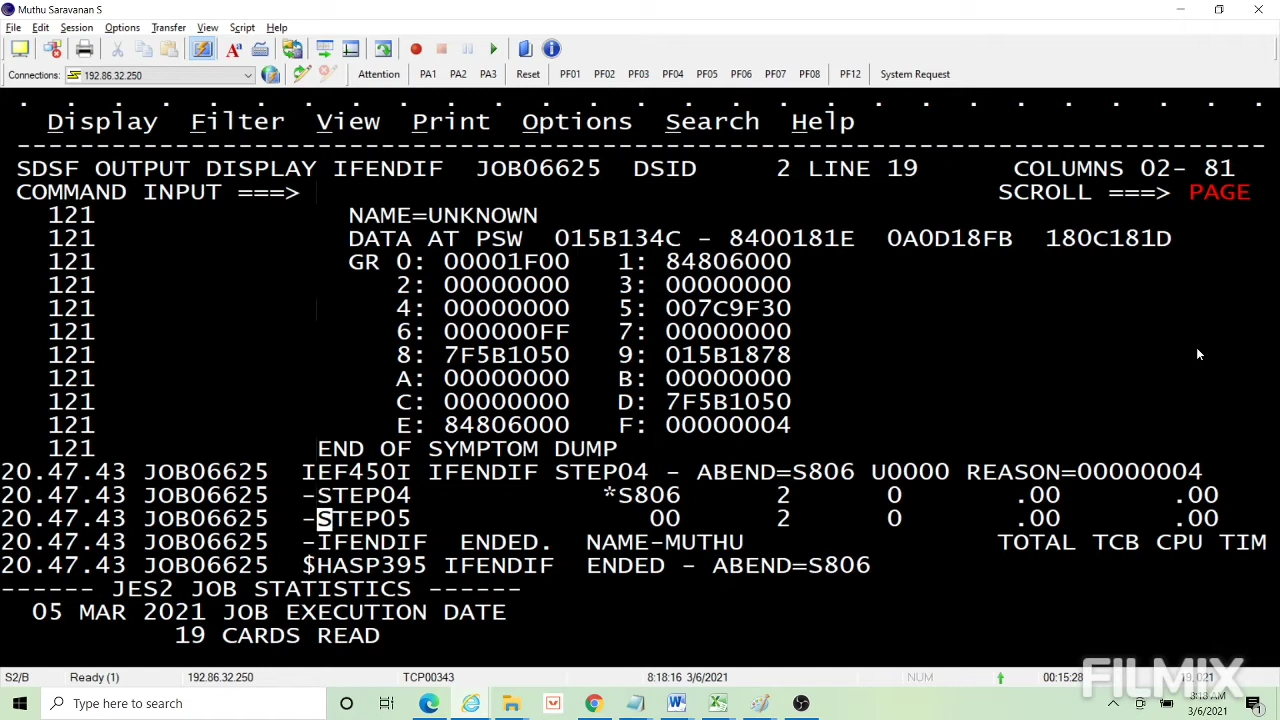 Muthu Saravanan S
File Edit Session Options Transfer View Script Help
Connections: 192.86.32.250 Attention PA1 PA2 PA3 Reset PF01 PF02 PF03 PF04 PF05 PF06 PF07 PF08 PF12 System Request
Display Filter View Print Options Search Help
-------------------------------------------------------------------------------
SDSF OUTPUT DISPLAY IFENDIF JOB06625 DSID 2 LINE 19 COLUMNS 02- 81
COMMAND INPUT ===> SCROLL ===> PAGE
121 NAME=UNKNOWN
121 DATA AT PSW 015B134C - 8400181E 0A0D18FB 180C181D
121 GR 0: 00001F00 1: 84806000
121 2: 00000000 3: 00000000
121 4: 00000000 5: 007C9F30
121 6: 000000FF 7: 00000000
121 8: 7F5B1050 9: 015B1878
121 A: 00000000 B: 00000000
121 C: 00000000 D: 7F5B1050
121 E: 84806000 F: 00000004
121 END OF SYMPTOM DUMP
20.47.43 JOB06625 IEF450I IFENDIF STEP04 - ABEND=S806 U0000 REASON=00000004
20.47.43 JOB06625 -STEP04 *S806 2 0 .00 .00
20.47.43 JOB06625 -STEP05 00 2 0 .00 .00
20.47.43 JOB06625 -IFENDIF ENDED. NAME-MUTHU TOTAL TCB CPU TIM
20.47.43 JOB06625 $HASP395 IFENDIF ENDED - ABEND=S806
------ JES2 JOB STATISTICS ------
05 MAR 2021 JOB EXECUTION DATE
19 CARDS READ
S2/B Ready (1) 192.86.32.250 TCP00343 8:18:16 3/6/2021 NUM 00:15:28 19,021
FILMIX
Type here to search
8:18 AM
3/6/2021